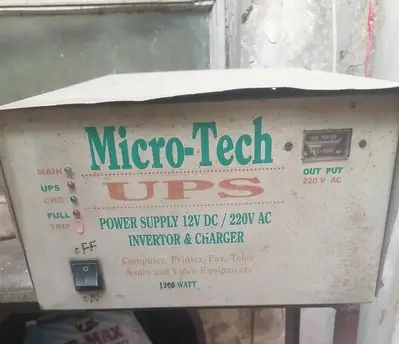 Micro-Tech
UPS
MAIN
UPS
CHG
FULL
TRIP
OUT PUT
220 V AC
POWER SUPPLY 12V DC / 220V AC
INVERTOR & CHARGER
Computer, Printer, Fax, Telex
Audio and Video Equipments
1200 WATT
OFF